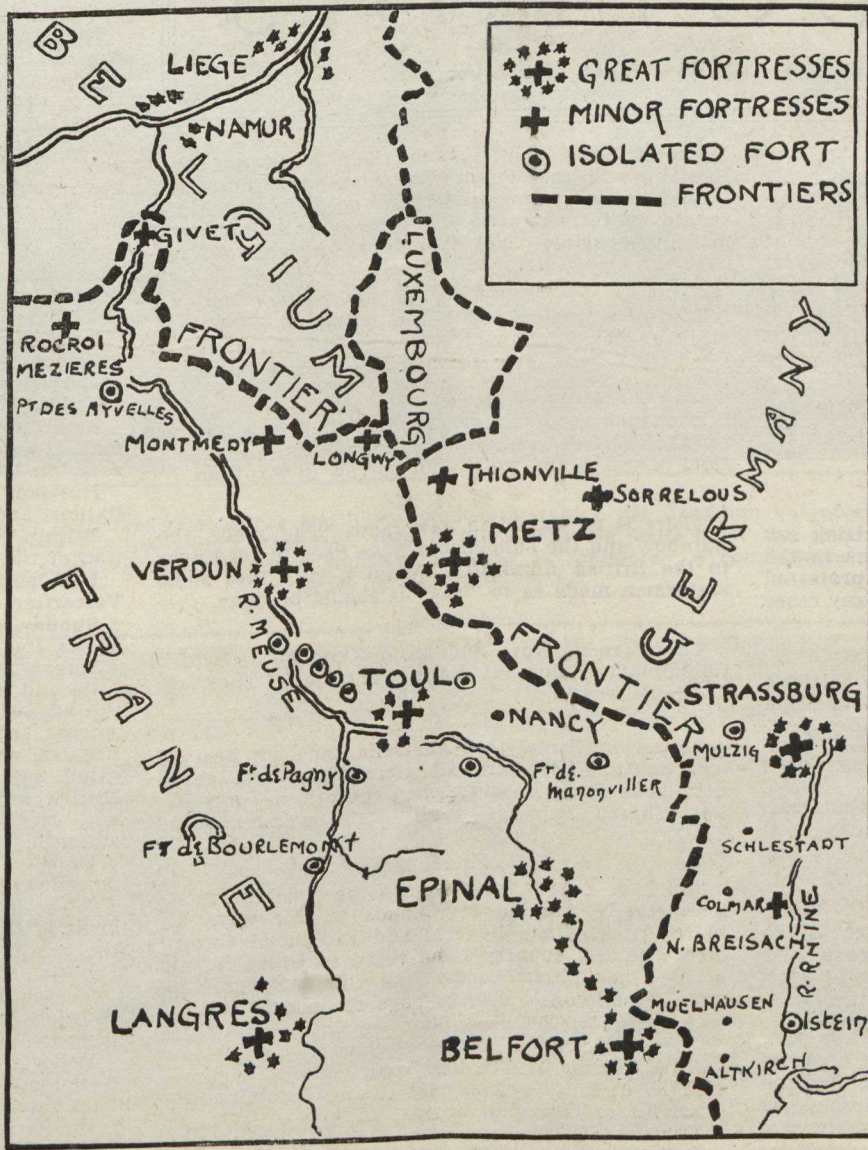 GREAT FORTRESSES
MINOR FORTRESSES
ISOLATED FORT
FRONTIERS
BELGIUM
LIEGE
NAMUR
GIVET
LUXEMBOURG
GERMANY
FRONTIER
ROCROI
MEZIERES
PT DES AYVELLES
MONTMEDY
LONGWY
THIONVILLE
SORRELOUS
METZ
VERDUN
FRANCE
R. MEUSE
FRONTIER
TOUL
NANCY
STRASSBURG
MULZIG
Ft. de Pagny
Ft de. manonviller
Ft de BOURLEMONT
SCHLESTADT
EPINAL
COLMAR
N. BREISACH
R. RHINE
LANGRES
MUELHAUSEN
ISTEIN
BELFORT
ALTKIRCH